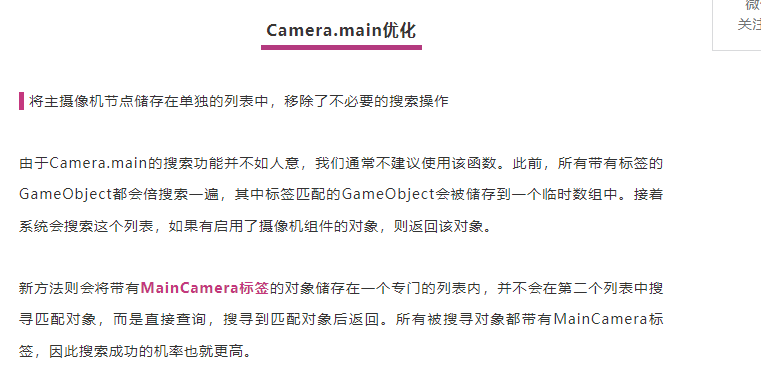 微
关注
Camera.main优化
将主摄像机节点储存在单独的列表中，移除了不必要的搜索操作
由于Camera.main的搜索功能并不如人意，我们通常不建议使用该函数。此前，所有带有标签的
GameObject都会倍搜索一遍，其中标签匹配的GameObject会被储存到一个临时数组中。接着
系统会搜索这个列表，如果有启用了摄像机组件的对象，则返回该对象。
新方法则会将带有MainCamera标签的对象储存在一个专门的列表内，并不会在第二个列表中搜
寻匹配对象，而是直接查询，搜寻到匹配对象后返回。所有被搜寻对象都带有MainCamera标
签，因此搜索成功的机率也就更高。